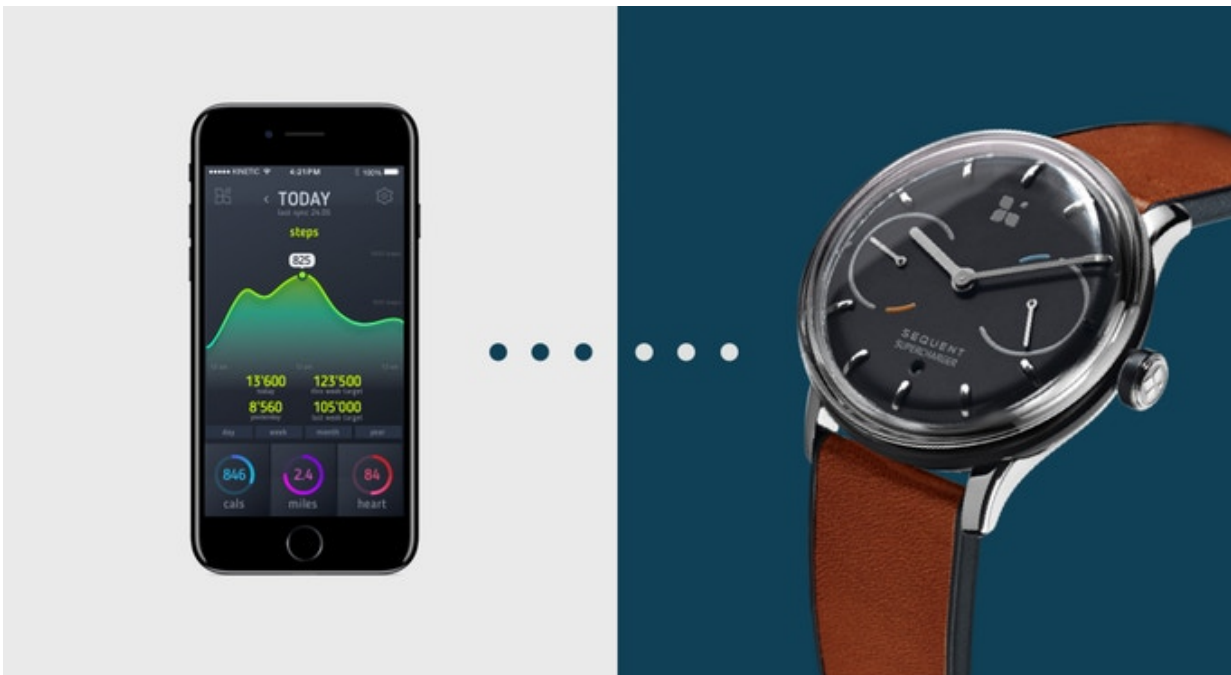 KINETIC 4:21PM 100%
TODAY
last sync 24.00
steps
825
13'600 123'500
today this week target
8'560 105'000
yesterday last week target
day week month year
846 2.4 84
cals miles heart
SEQUENT
SUPERCHARGER